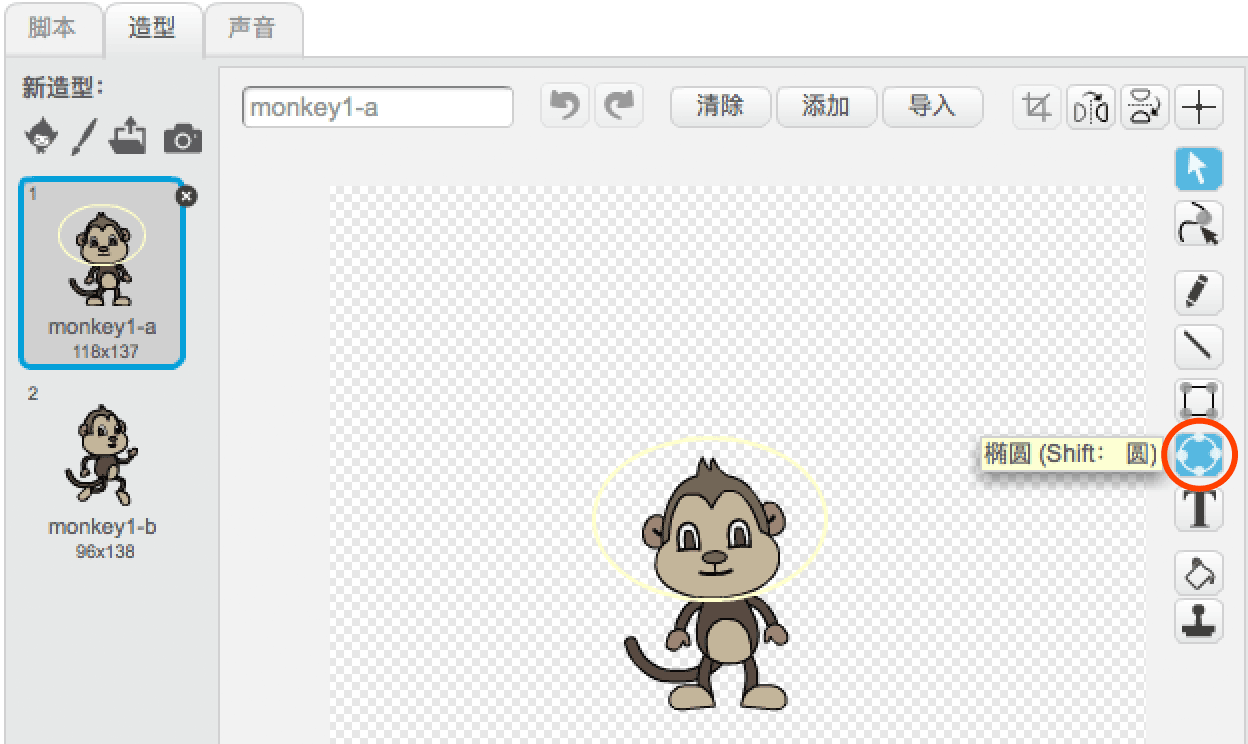 脚本
造型
声音
新造型：
monkey1-a
清除
添加
导入
1
monkey1-a
118x137
2
monkey1-b
96x138
椭圆 (Shift： 圆)
T